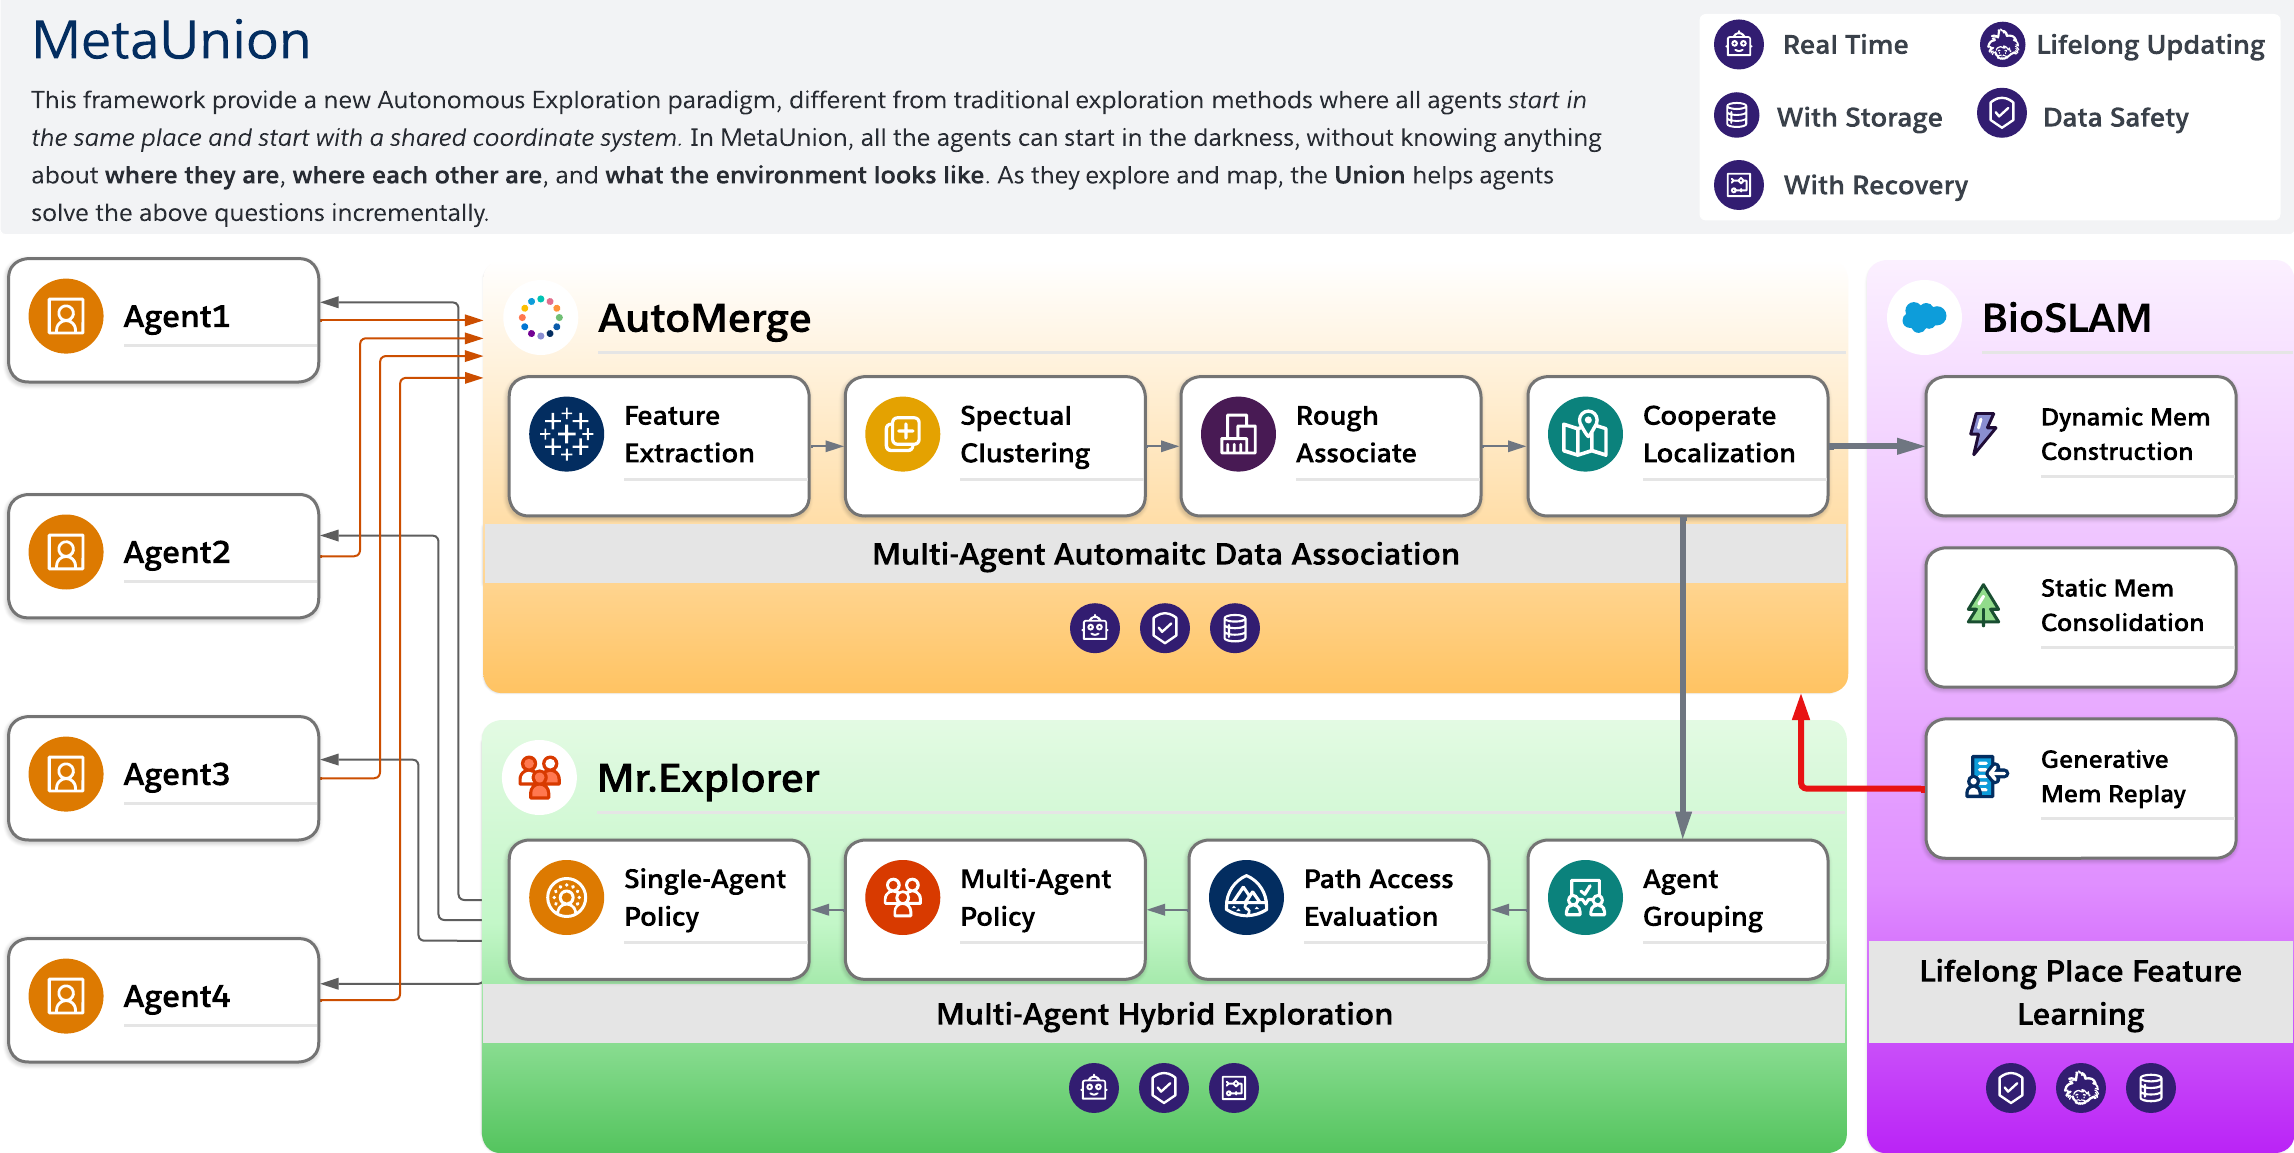 MetaUnion
This framework provide a new Autonomous Exploration paradigm, different from traditional exploration methods where all agents start in
the same place and start with a shared coordinate system. In MetaUnion, all the agents can start in the darkness, without knowing anything
about where they are, where each other are, and what the environment looks like. As they explore and map, the Union helps agents
solve the above questions incrementally.
Real Time
Lifelong Updating
With Storage
Data Safety
With Recovery
Agent1
Agent2
Agent3
Agent4
AutoMerge
Feature
Extraction
Spectual
Clustering
Rough
Associate
Cooperate
Localization
Multi-Agent Automaitc Data Association
Mr.Explorer
Single-Agent
Policy
Multi-Agent
Policy
Path Access
Evaluation
Agent
Grouping
Multi-Agent Hybrid Exploration
BioSLAM
Dynamic Mem
Construction
Static Mem
Consolidation
Generative
Mem Replay
Lifelong Place Feature
Learning